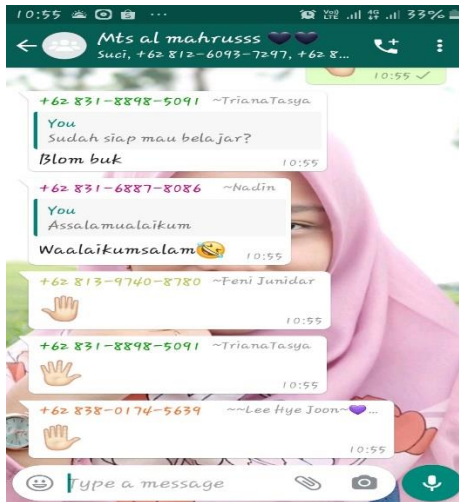 10:55 33%
Mts al mahrusss
Suci, +62 812-6093-7297, +62 8...
10:55
+62 831-8898-5091 ~TrianaTasya
You
Sudah siap mau belajar?
Blom buk
10:55
+62 831-6887-8086 ~Nadin
You
Assalamualaikum
Waalaikumsalam🤣
10:55
+62 813-9740-8780 ~Feni Junidar
10:55
+62 831-8898-5091 ~TrianaTasya
10:55
+62 838-0174-5639 ~~Lee Hye Joon~💜...
10:55
Type a message